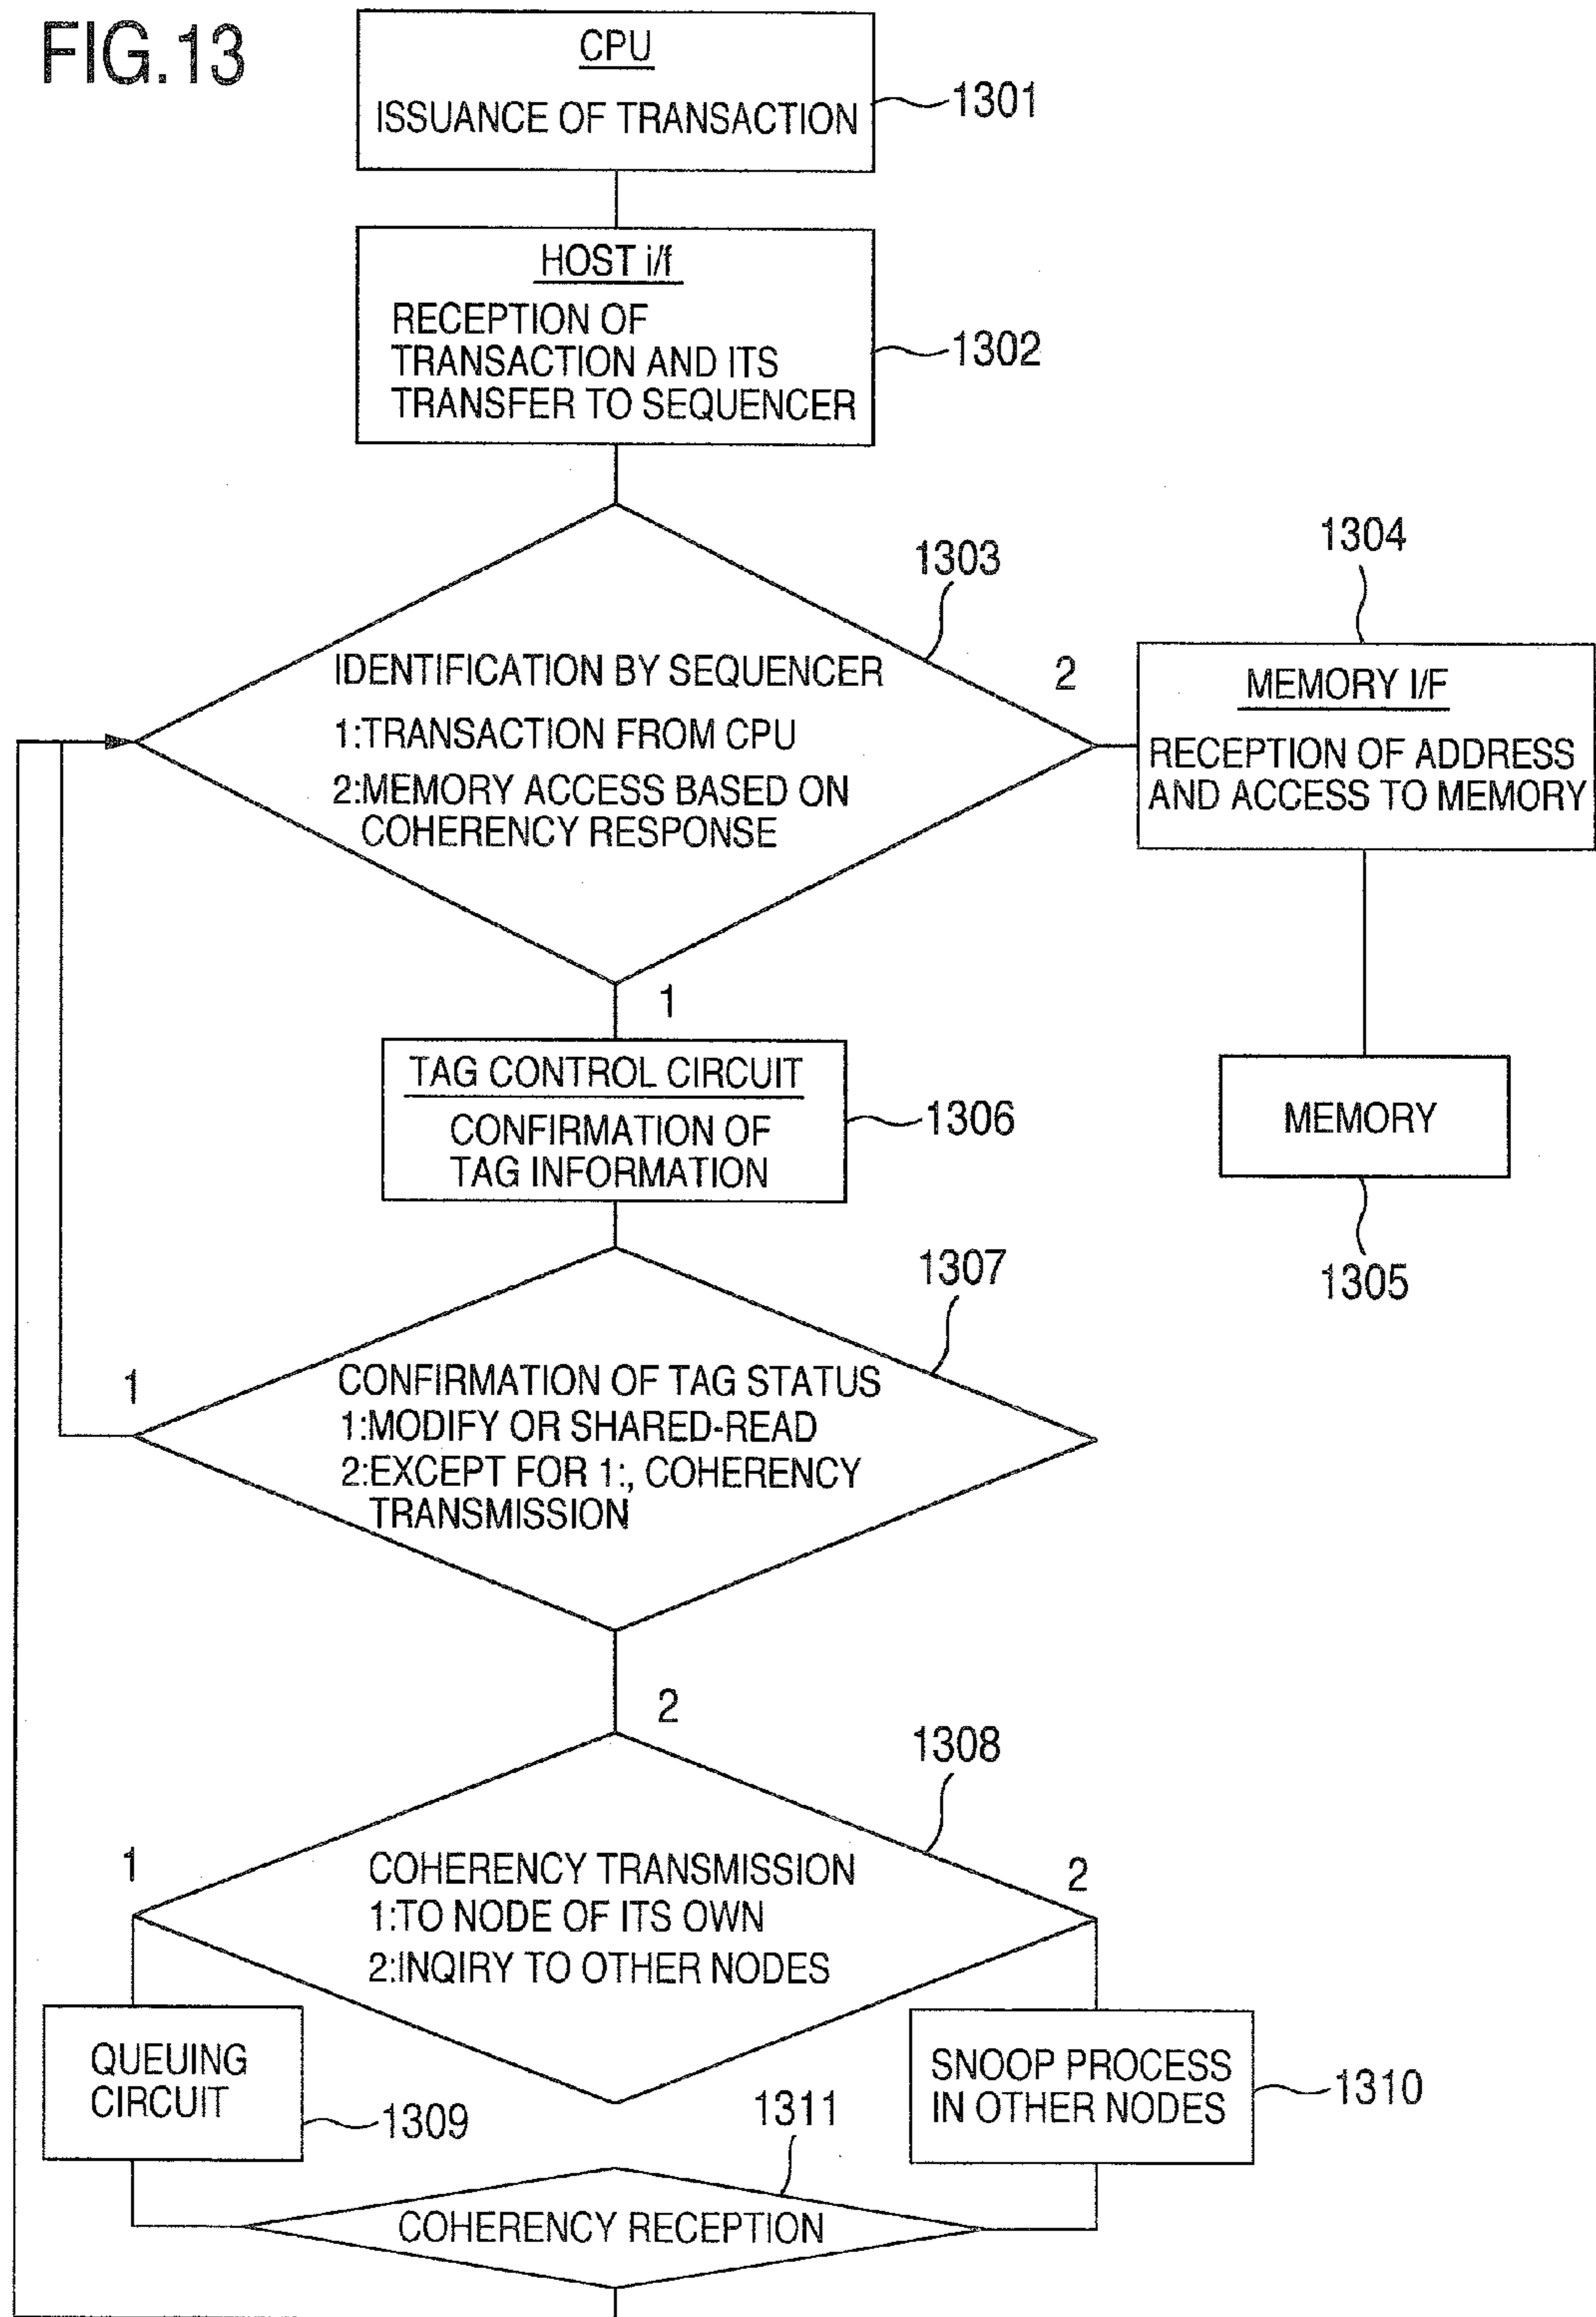 FIG.13
CPU
ISSUANCE OF TRANSACTION
1301
HOST i/f
RECEPTION OF
TRANSACTION AND ITS
TRANSFER TO SEQUENCER
1302
1303
IDENTIFICATION BY SEQUENCER
1:TRANSACTION FROM CPU
2:MEMORY ACCESS BASED ON
COHERENCY RESPONSE
2
1304
MEMORY I/F
RECEPTION OF ADDRESS
AND ACCESS TO MEMORY
MEMORY
1305
1
TAG CONTROL CIRCUIT
CONFIRMATION OF
TAG INFORMATION
1306
1307
1
CONFIRMATION OF TAG STATUS
1:MODIFY OR SHARED-READ
2:EXCEPT FOR 1:, COHERENCY
TRANSMISSION
2
1308
1
COHERENCY TRANSMISSION
1:TO NODE OF ITS OWN
2:INQIRY TO OTHER NODES
2
QUEUING
CIRCUIT
1309
SNOOP PROCESS
IN OTHER NODES
1310
1311
COHERENCY RECEPTION